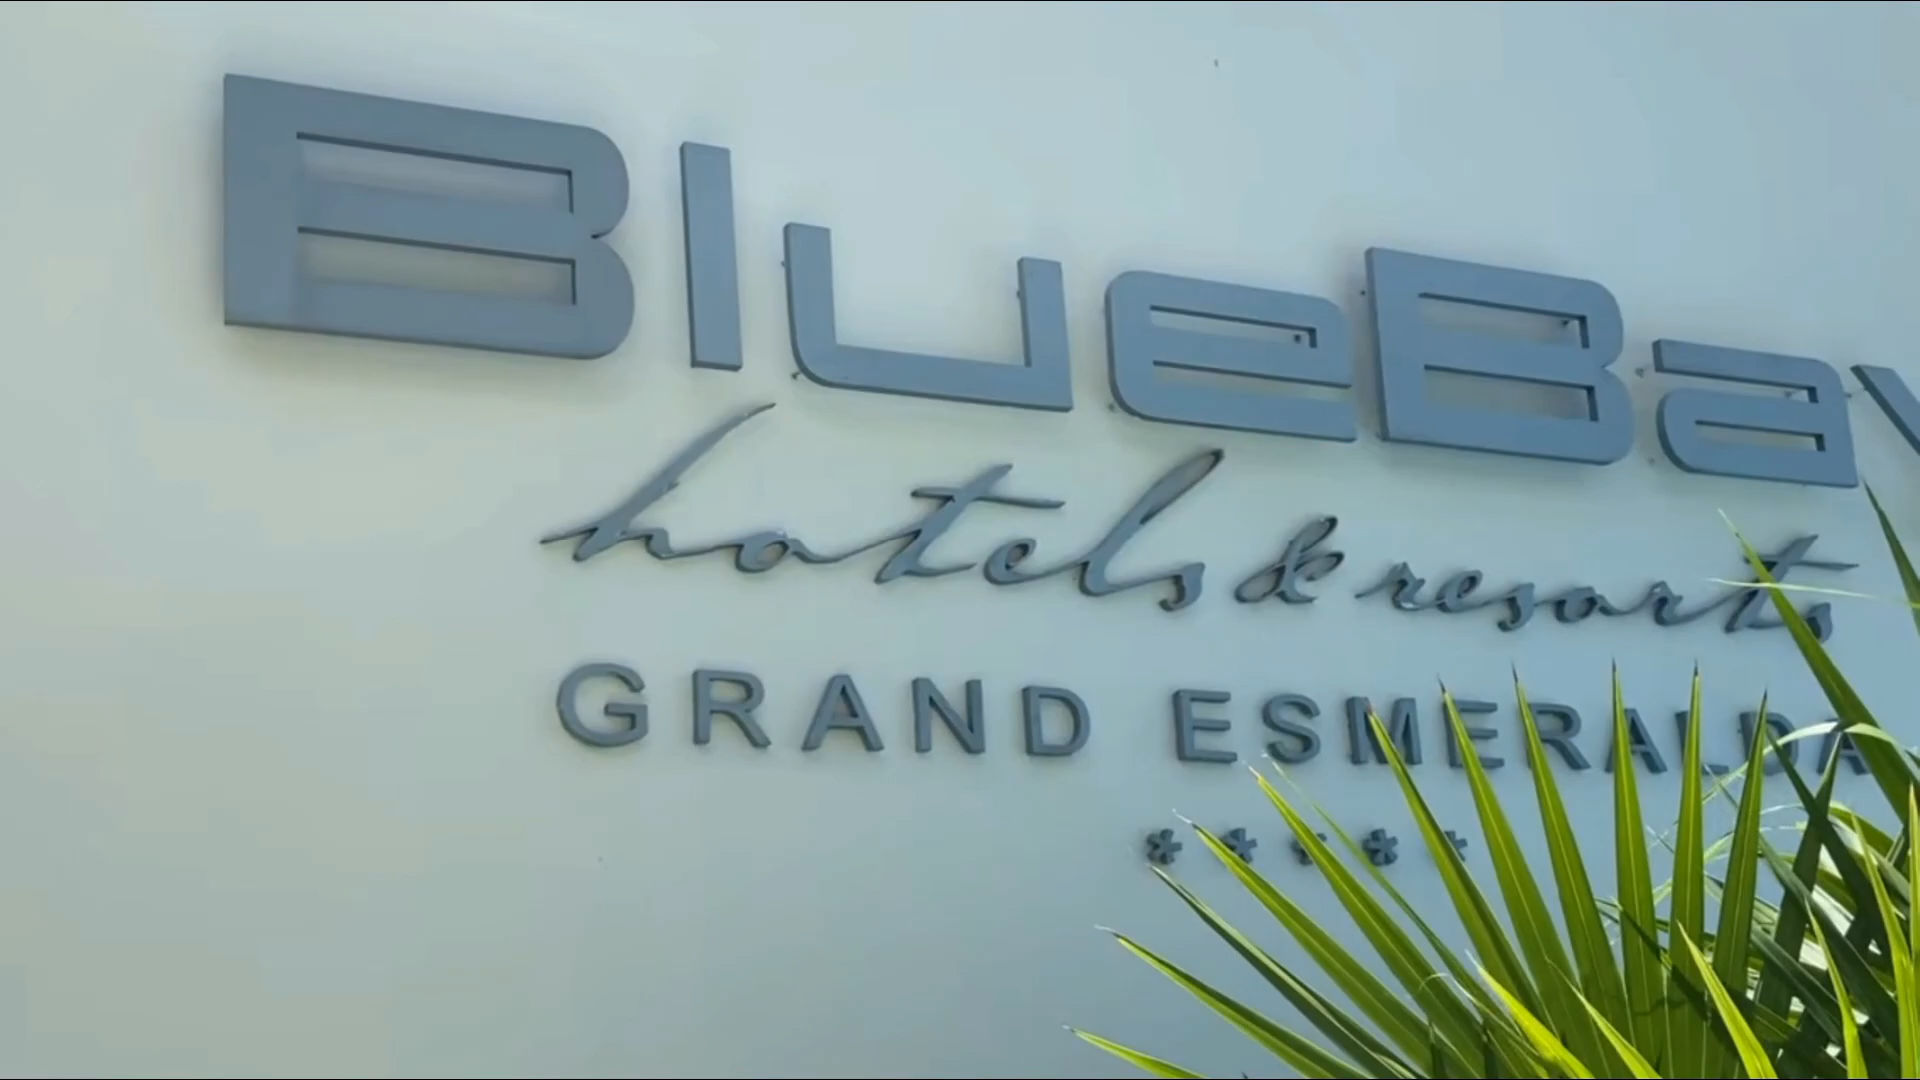 BlueBay
hotels & resorts
GRAND ESMERALDA
* * * * *